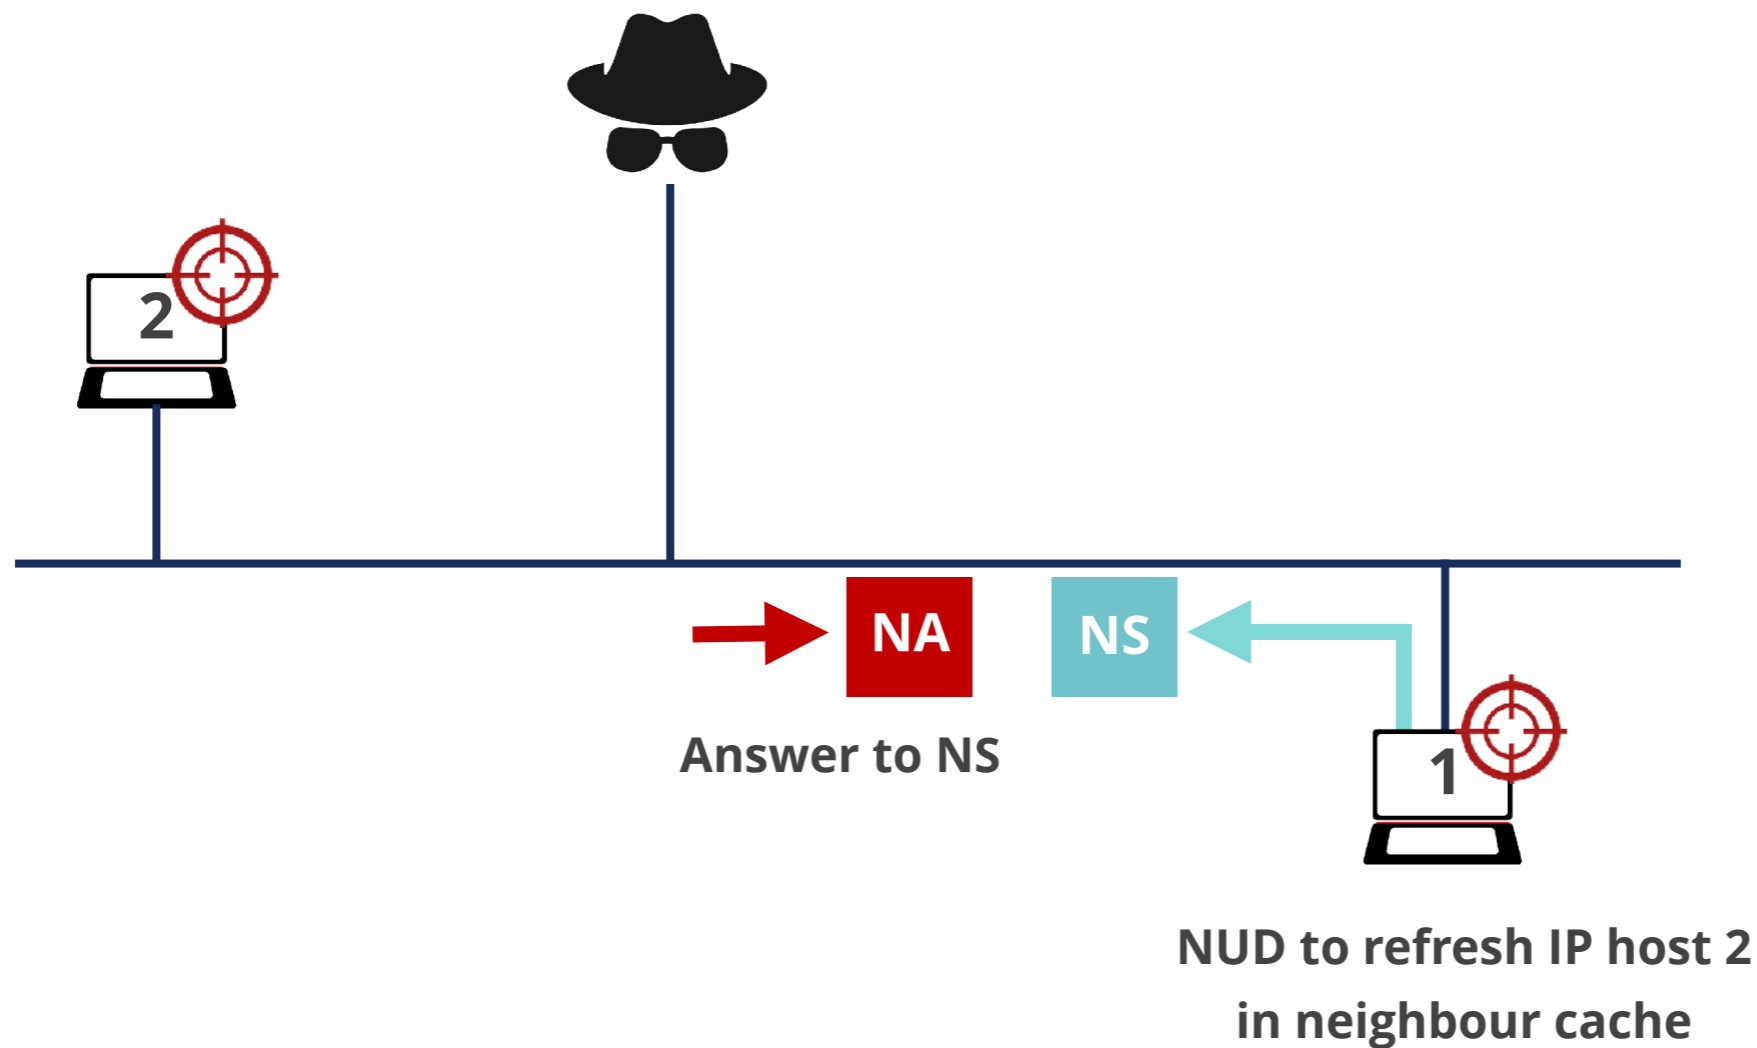 2
NA
NS
Answer to NS
1
NUD to refresh IP host 2
in neighbour cache